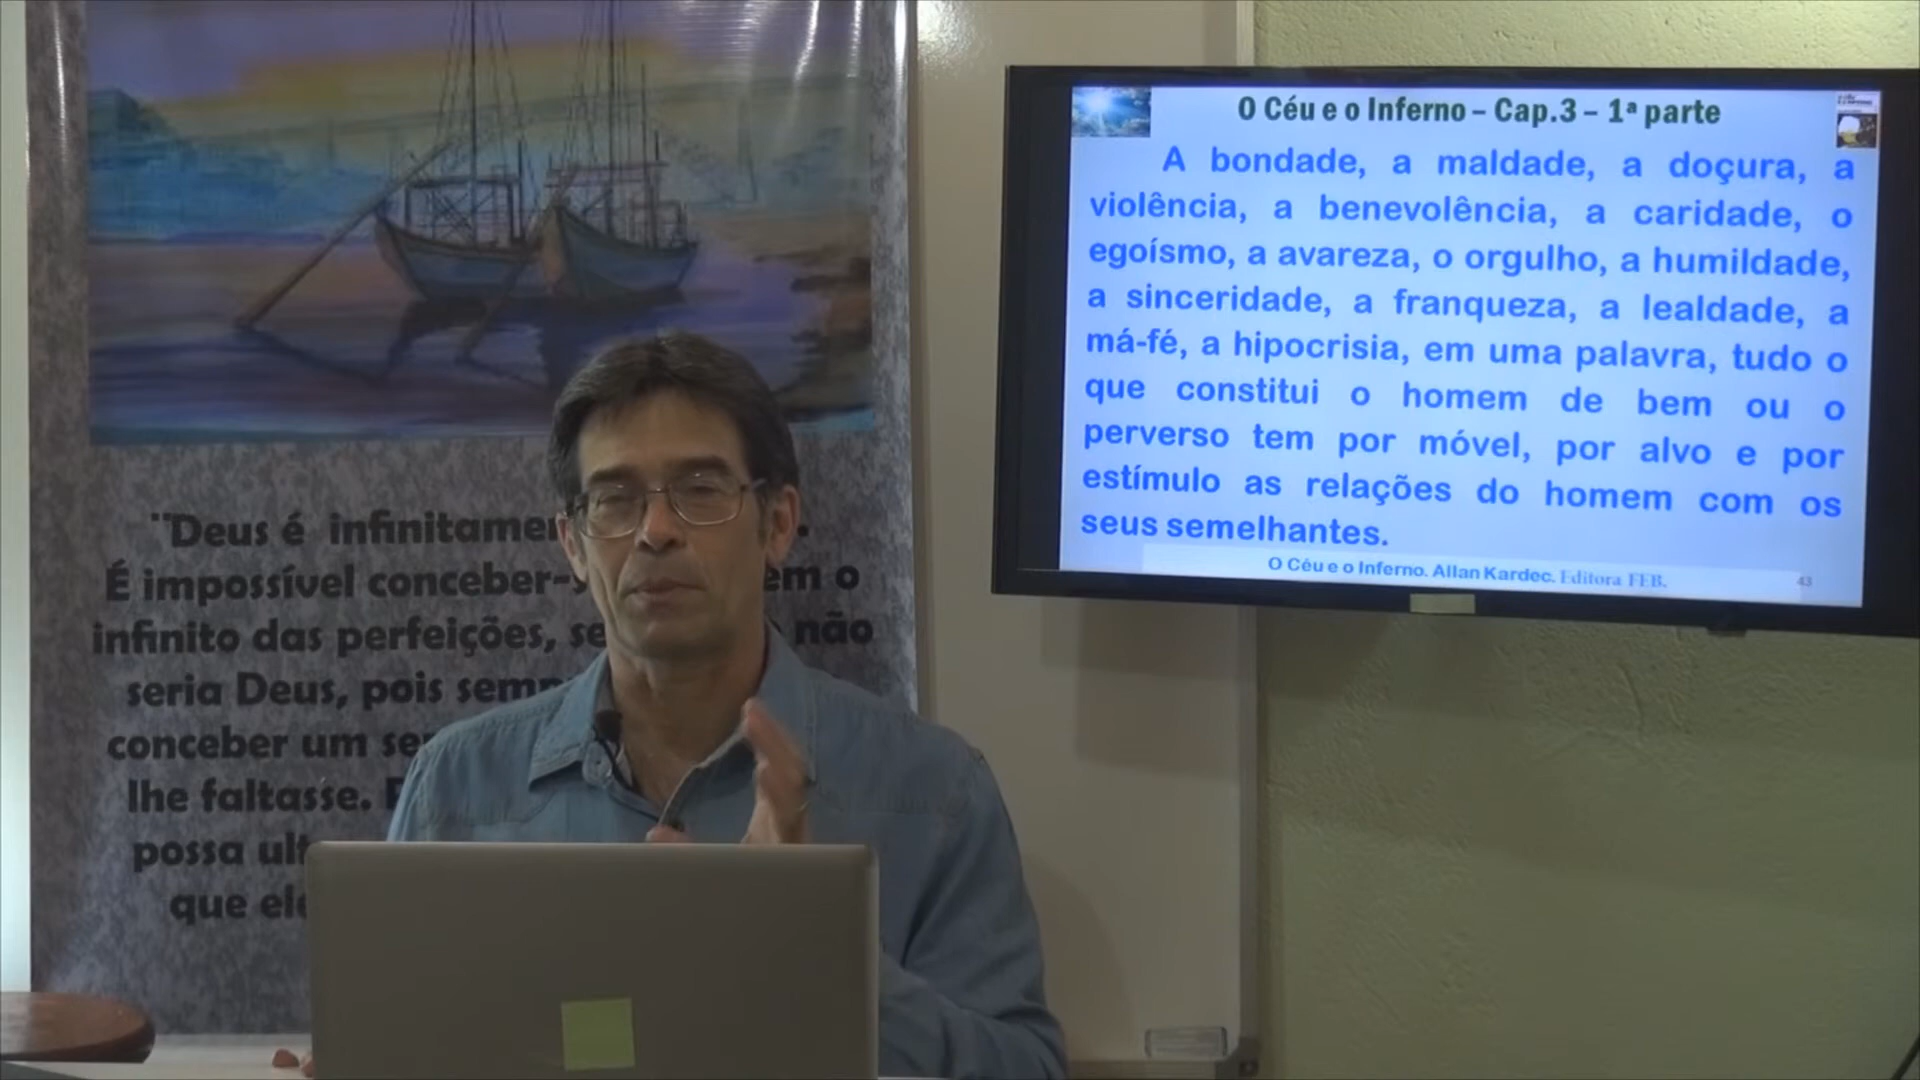 ¨Deus é infinitamen
É impossível conceber-s em o
infinito das perfeições, se não
seria Deus, pois semp
conceber um se
lhe faltasse.
possa ult
que ele
O Céu e o Inferno – Cap.3 – 1ª parte
A bondade, a maldade, a doçura, a
violência, a benevolência, a caridade, o
egoísmo, a avareza, o orgulho, a humildade,
a sinceridade, a franqueza, a lealdade, a
má-fé, a hipocrisia, em uma palavra, tudo o
que constitui o homem de bem ou o
perverso tem por móvel, por alvo e por
estímulo as relações do homem com os
seus semelhantes.
O Céu e o Inferno. Allan Kardec. Editora FEB.
43